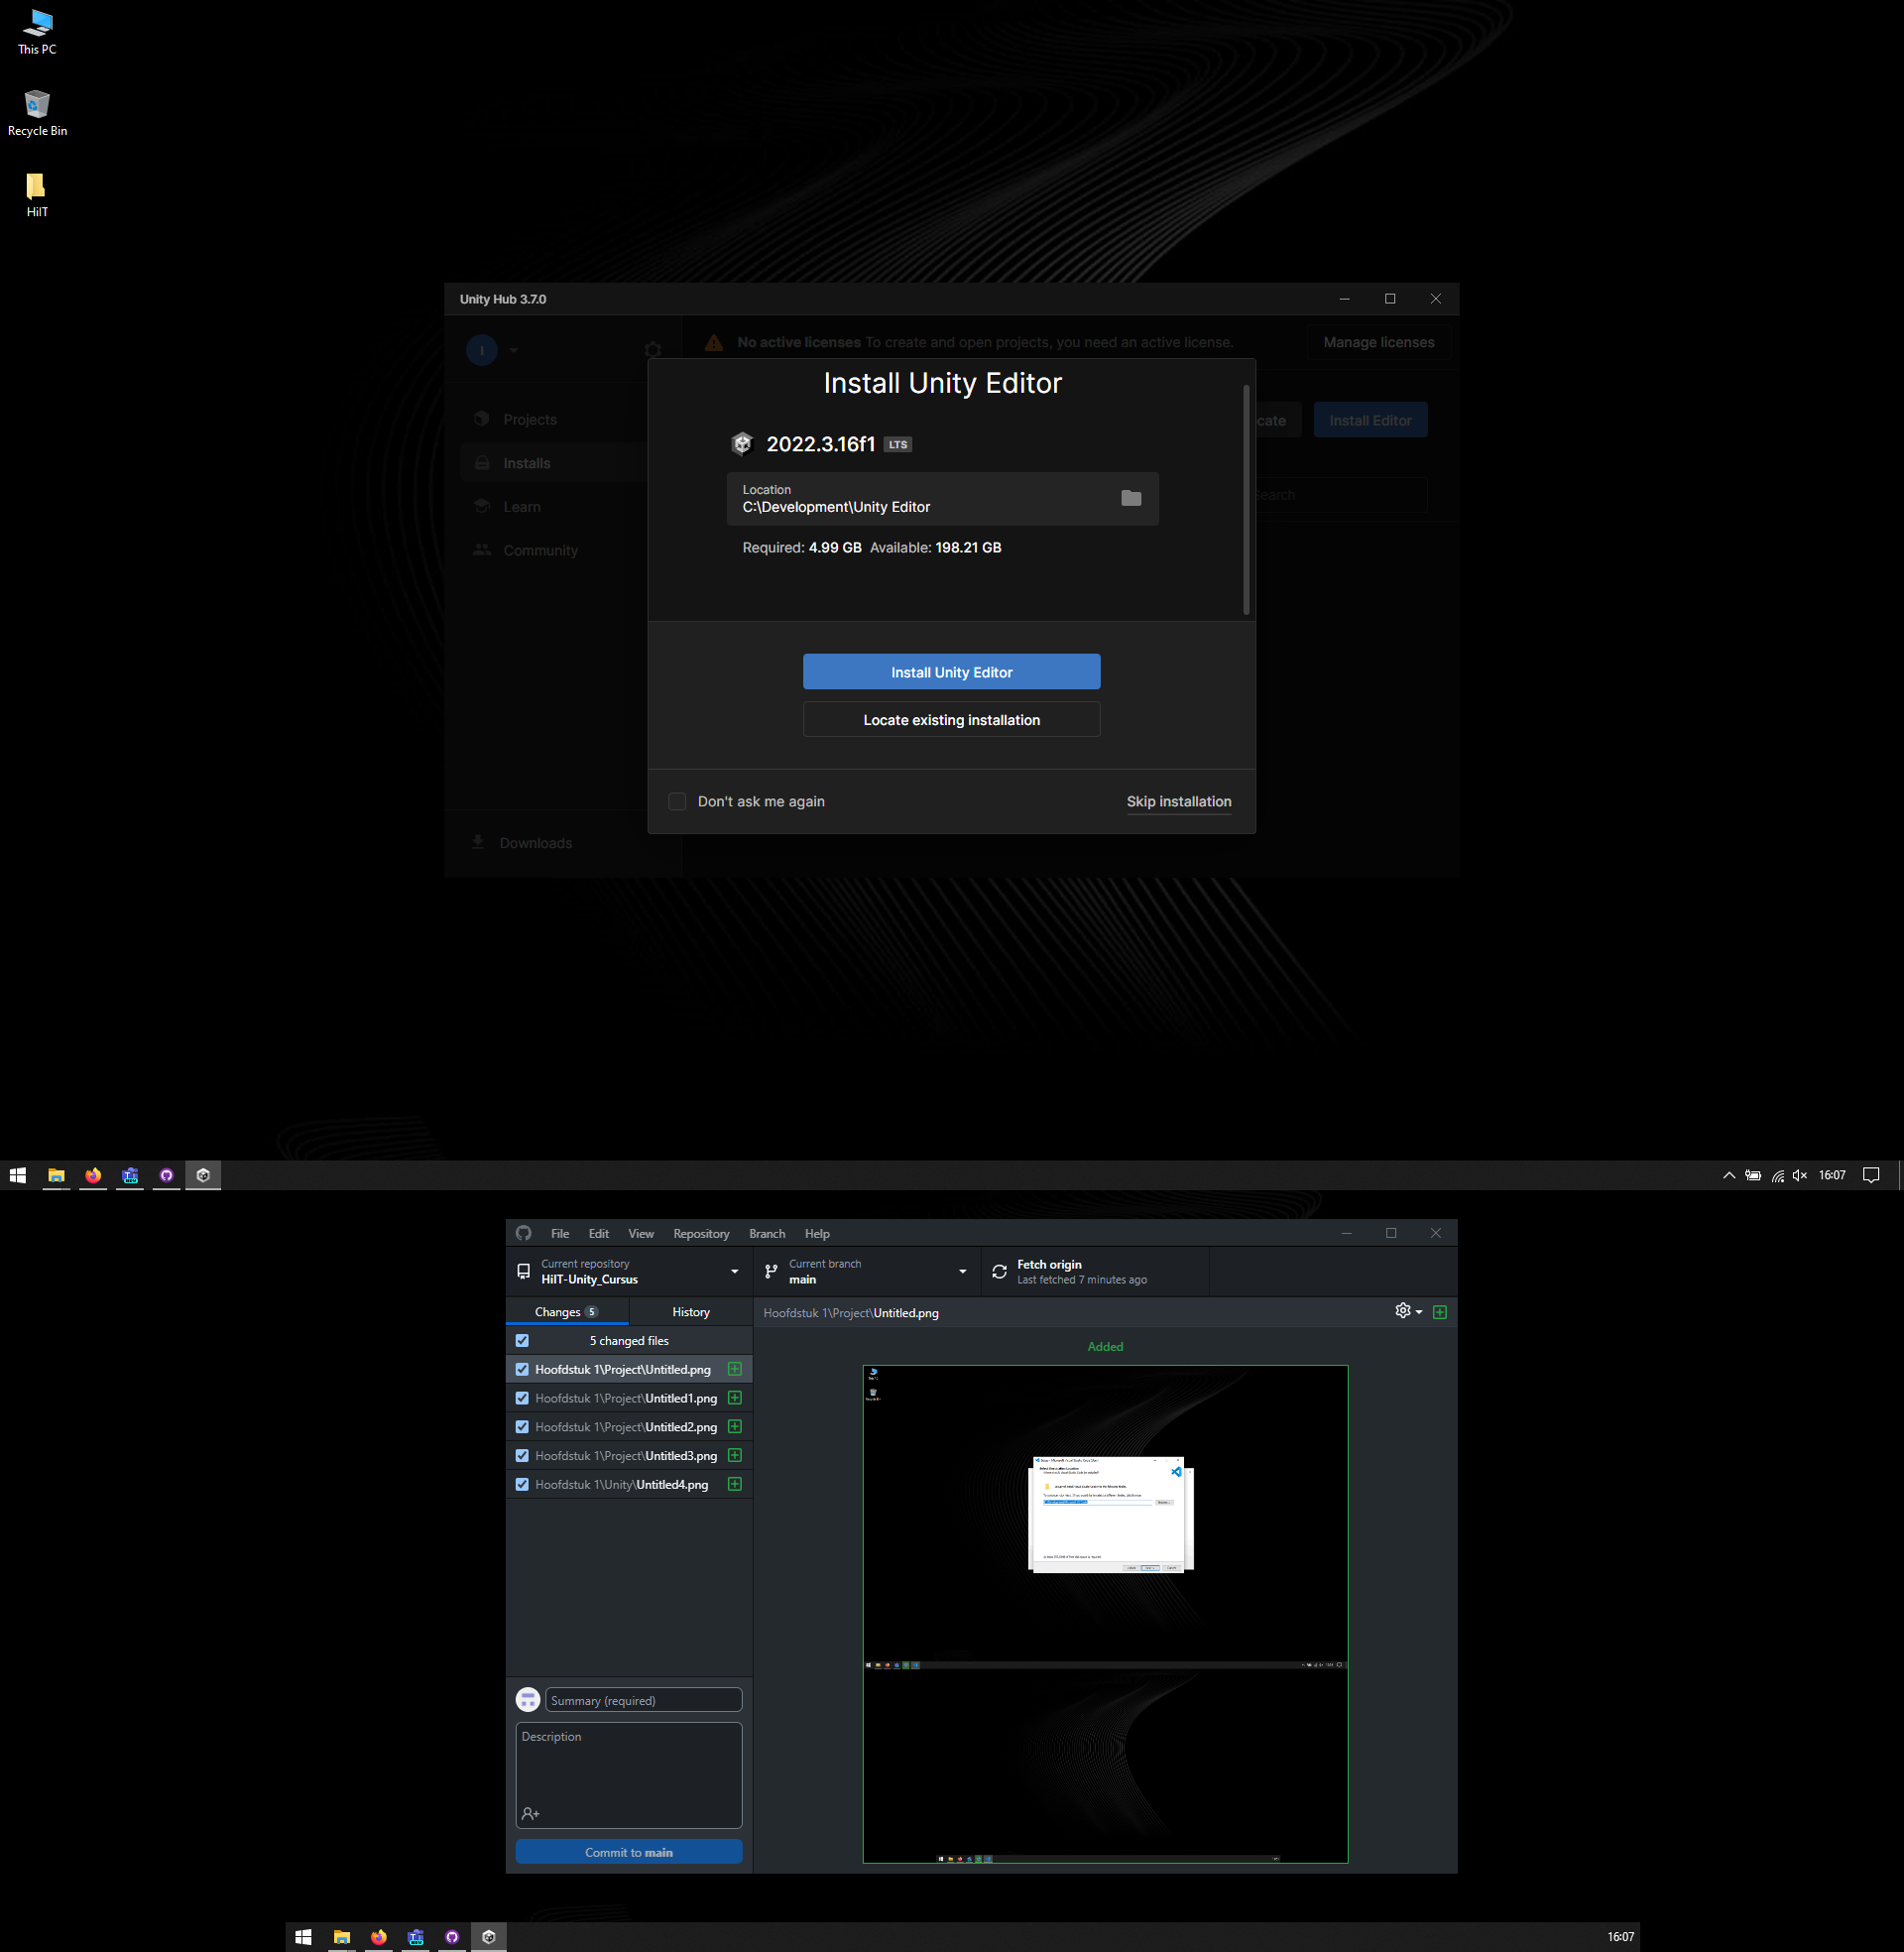 This PC
Recycle Bin
HilT
Unity Hub 3.7.0
I
No active licenses To create and open projects, you need an active license.
Manage licenses
Projects
Installs
Learn
Community
Downloads
cate
Install Editor
Search
Install Unity Editor
2022.3.16f1 LTS
Location
C:\Development\Unity Editor
Required: 4.99 GB Available: 198.21 GB
Install Unity Editor
Locate existing installation
Don't ask me again
Skip installation
16:07
File Edit View Repository Branch Help
Current repository
HilT-Unity_Cursus
Current branch
main
Fetch origin
Last fetched 7 minutes ago
Changes 5
History
Hoofdstuk 1\Project\Untitled.png
5 changed files
Added
Hoofdstuk 1\Project\Untitled.png
Hoofdstuk 1\Project\Untitled1.png
Hoofdstuk 1\Project\Untitled2.png
Hoofdstuk 1\Project\Untitled3.png
Hoofdstuk 1\Unity\Untitled4.png
Summary (required)
Description
Commit to main
16:07